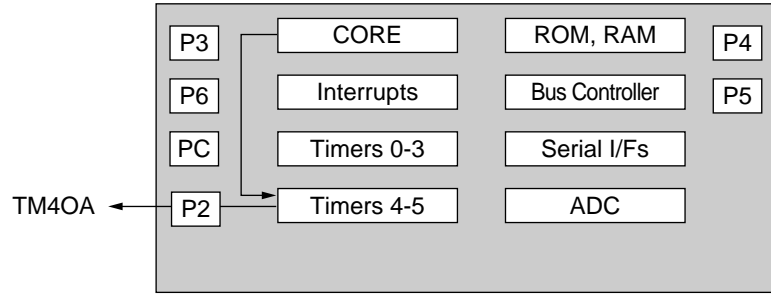 P3 CORE ROM, RAM P4
P6 Interrupts Bus Controller P5
PC Timers 0-3 Serial I/Fs
TM4OA P2 Timers 4-5 ADC